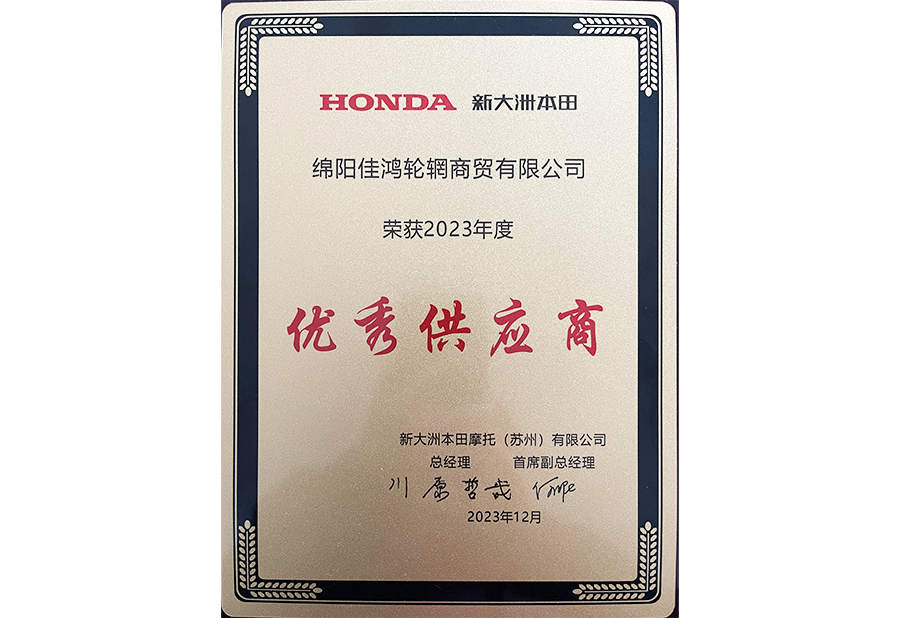 HONDA 新大洲本田
绵阳佳鸿轮辋商贸有限公司
荣获2023年度
优秀供应商
新大洲本田摩托（苏州）有限公司
总经理 首席副总经理
川原哲哉
2023年12月